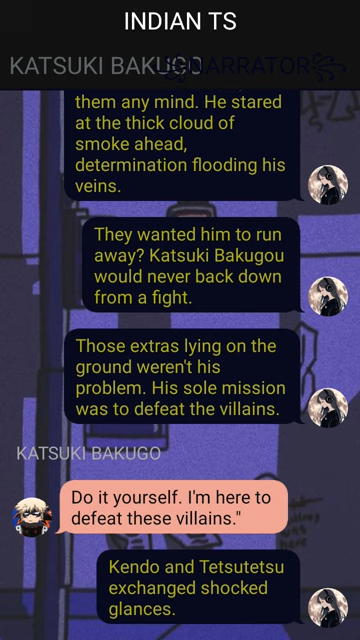 INDIAN TS
KATSUKI BAKUGO
꧁NARRATOR꧂
them any mind. He stared
at the thick cloud of
smoke ahead,
determination flooding his
veins.
They wanted him to run
away? Katsuki Bakugou
would never back down
from a fight.
Those extras lying on the
ground weren't his
problem. His sole mission
was to defeat the villains.
KATSUKI BAKUGO
Do it yourself. I'm here to
defeat these villains."
Kendo and Tetsutetsu
exchanged shocked
glances.